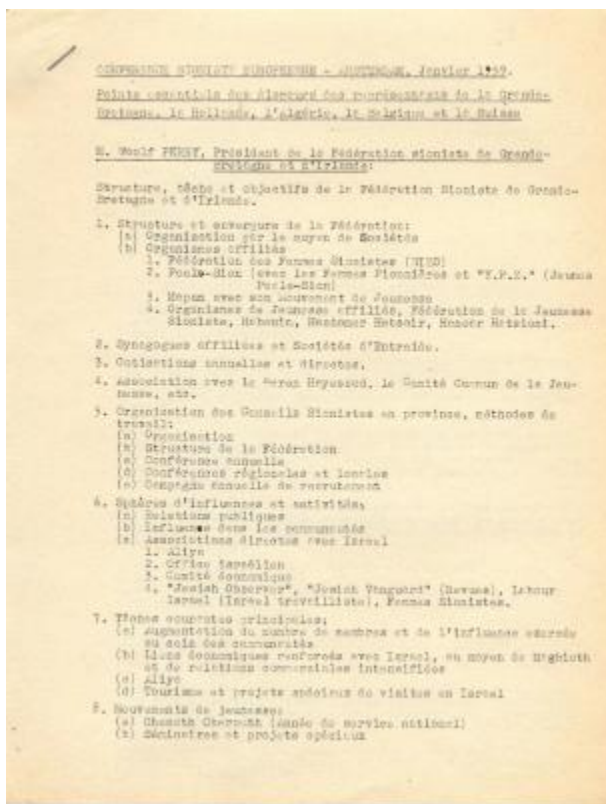 CONFERENCE SIONISTE EUROPEENNE - AMSTERDAM, Janvier 1959.
Points essentiels des discours des représentants de la Grande-
Bretagne, la Hollande, l'Algérie, la Belgique et la Suisse
M. Woolf PERRY, Président de la Fédération sioniste de Grande-
bretagne et d'Irlande:
Structure, tâche et objectifs de la Fédération Sioniste de Grande-
Bretagne et d'Irlande.
1. Structure et envergure de la Fédération:
(a) Organisation par le moyen de Sociétés
(b) Organismes affiliés
1. Fédération des Femmes Sionistes (WIZO)
2. Poale-Sion (avec les Femmes Pionnières et "Y.P.Z." (Jeunes
Poale-Sion)
3. Mapam avec son Mouvement de Jeunesse
4. Organismes de Jeunesse affiliés, Fédération de la Jeunesse
Sioniste, Habonim, Hashomer Hatsair, Hanoar Hatsioni.
2. Synagogues affiliées et Sociétés d'Entraide.
3. Cotisations annuelles et directes.
4. Association avec le Keren Hayessod, le Comité Commun de la Jeu-
nesse, etc.
5. Organisation des Conseils Sionistes en province, méthodes de
travail:
(a) Organisation
(b) Structure de la Fédération
(c) Conférence annuelle
(d) Conférences régionales et locales
(e) Campagne annuelle de recrutement
6. Sphères d'influences et activités:
(a) Relations publiques
(b) Influence dans les communautés
(c) Associations directes avec Israel
1. Aliya
2. Office israélien
3. Comité économique
4. "Jewish Observer", "Jewish Vanguard" (Revues), Labour
Israel (Israel travailliste), Femmes Sionistes.
7. Tâches courantes principales:
(a) Augmentation du nombre de membres et de l'influence exercée
au sein des communautés
(b) Liens économiques renforcés avec Israel, au moyen de
et de relations commerciales intensifiées
(c) Aliya
(d) Tourisme et projets spéciaux de visites en Israel
8. Mouvements de jeunesse:
(a) (Année de service national)
Séminaires et projets spéciaux